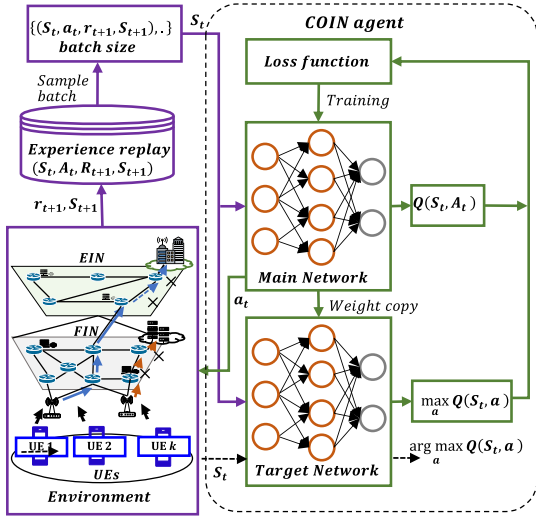 {(S_t, a_t, r_{t+1}, S_{t+1}),.}
batch size
S_t
COIN agent
Loss function
Sample
batch
Training
Experience replay
(S_t, A_t, R_{t+1}, S_{t+1})
Q(S_t, A_t)
r_{t+1}, S_{t+1}
EIN
Main Network
a_t
Weight copy
FIN
max_a Q(S_t, a)
UE 1
UE 2
UE k
UEs
S_t
Target Network
arg max_a Q(S_t, a)
Environment